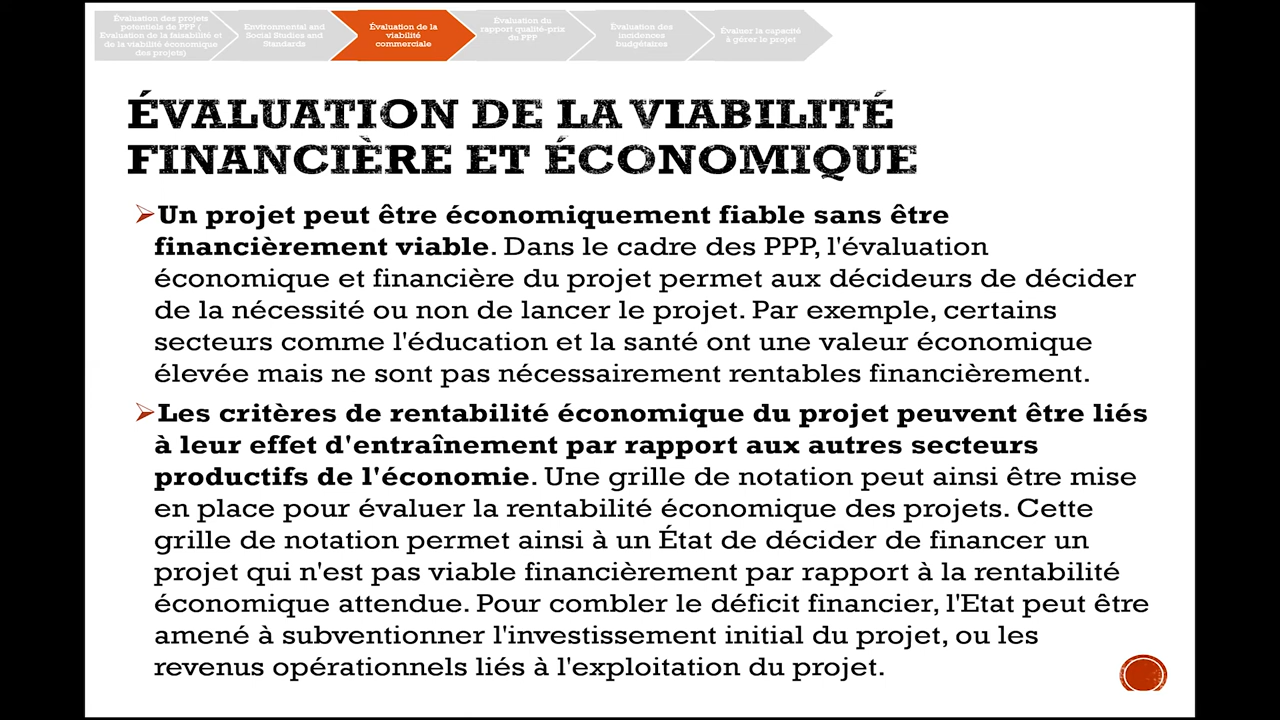 Évaluation des projets
potentiels de PPP (
Évaluation de la faisabilité et
de la viabilité économique
des projets)
Environmental and
Social Studies and
Standards
Évaluation de la
viabilité
commerciale
Évaluation du
rapport qualité-prix
du PPP
Évaluation des
incidences
budgétaires
Évaluer la capacité
à gérer le projet
ÉVALUATION DE LA VIABILITÉ
FINANCIÈRE ET ÉCONOMIQUE
Un projet peut être économiquement fiable sans être
financièrement viable. Dans le cadre des PPP, l'évaluation
économique et financière du projet permet aux décideurs de décider
de la nécessité ou non de lancer le projet. Par exemple, certains
secteurs comme l'éducation et la santé ont une valeur économique
élevée mais ne sont pas nécessairement rentables financièrement.
Les critères de rentabilité économique du projet peuvent être liés
à leur effet d'entraînement par rapport aux autres secteurs
productifs de l'économie. Une grille de notation peut ainsi être mise
en place pour évaluer la rentabilité économique des projets. Cette
grille de notation permet ainsi à un État de décider de financer un
projet qui n'est pas viable financièrement par rapport à la rentabilité
économique attendue. Pour combler le déficit financier, l'Etat peut être
amené à subventionner l'investissement initial du projet, ou les
revenus opérationnels liés à l'exploitation du projet.